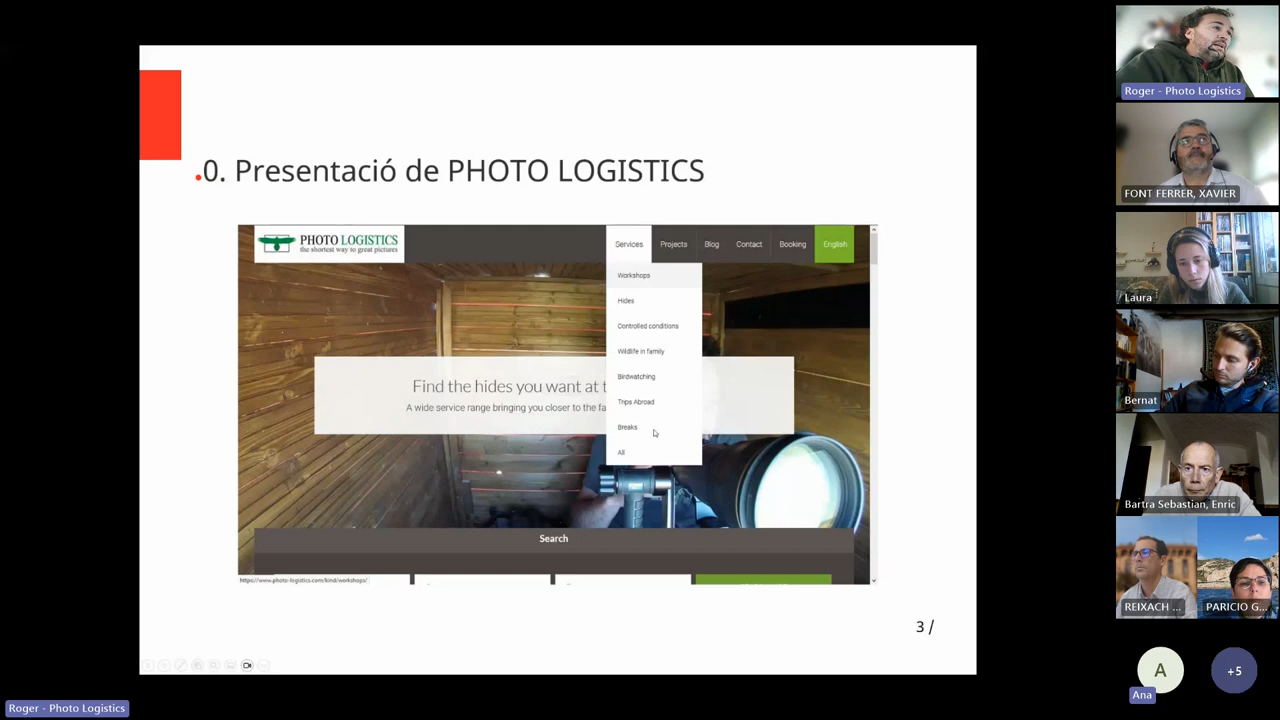 .0. Presentació de PHOTO LOGISTICS
PHOTO LOGISTICS
the shortest way to great pictures
Services
Projects
Blog
Contact
Booking
English
Workshops
Hides
Controlled conditions
Wildlife in family
Birdwatching
Trips Abroad
Breaks
All
Find the hides you want at t
A wide service range bringing you closer to the fa
Search
https://www.photo-logistics.com/kind/workshops/
3 /
Roger - Photo Logistics
FONT FERRER, XAVIER
Laura
Bernat
Bartra Sebastian, Enric
REIXACH ...
PARICIO G...
A
+5
Ana
Roger - Photo Logistics